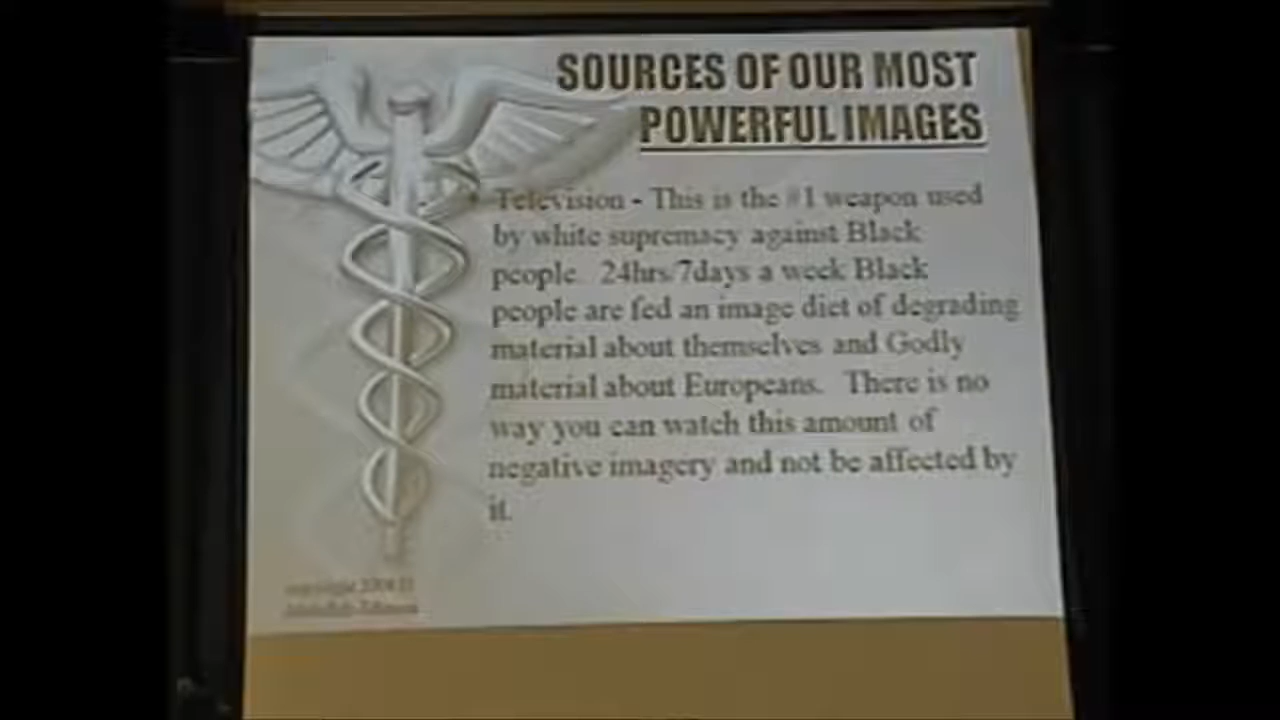 SOURCES OF OUR MOST
POWERFUL IMAGES
• Television - This is the #1 weapon used
by white supremacy against Black
people. 24hrs/7days a week Black
people are fed an image diet of degrading
material about themselves and Godly
material about Europeans. There is no
way you can watch this amount of
negative imagery and not be affected by
it.
copyright